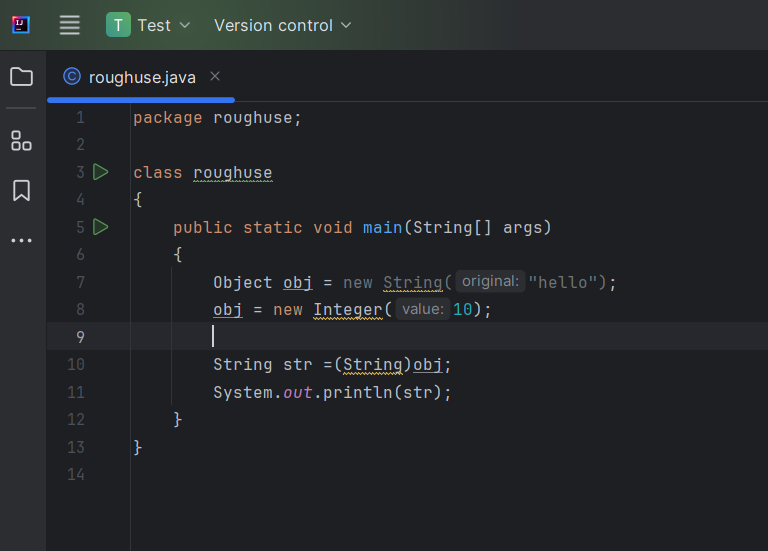 IJ
T Test Version control
C roughuse.java ×
1 package roughuse;
2
3 class roughuse
4 {
5 public static void main(String[] args)
6 {
7 Object obj = new String( original: "hello");
8 obj = new Integer( value: 10);
9
10 String str =(String)obj;
11 System.out.println(str);
12 }
13 }
14